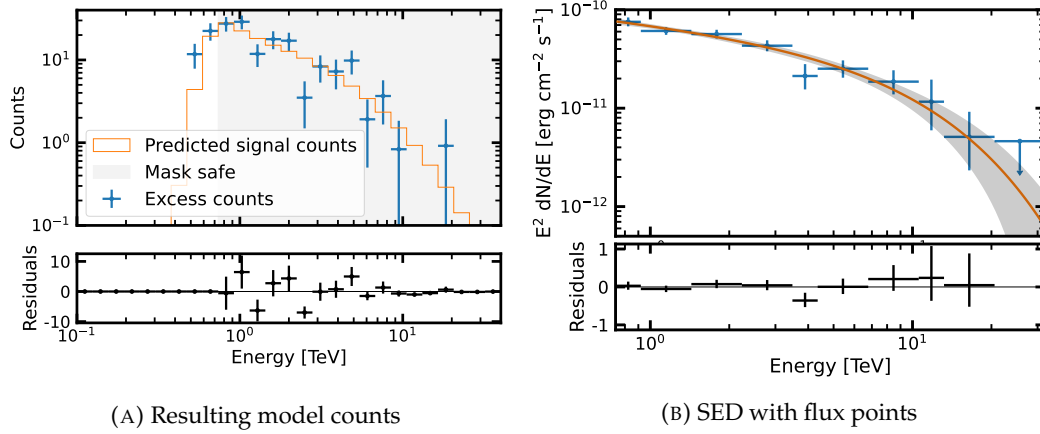 10¹
10⁰
10⁻¹
Counts
Predicted signal counts
Mask safe
Excess counts
10
0
-10
Residuals
10⁻¹
10⁰
10¹
Energy [TeV]
(A) Resulting model counts
10⁻¹⁰
10⁻¹¹
10⁻¹²
E² dN/dE [erg cm⁻² s⁻¹]
1
0
-1
Residuals
10⁰
10¹
Energy [TeV]
(B) SED with flux points